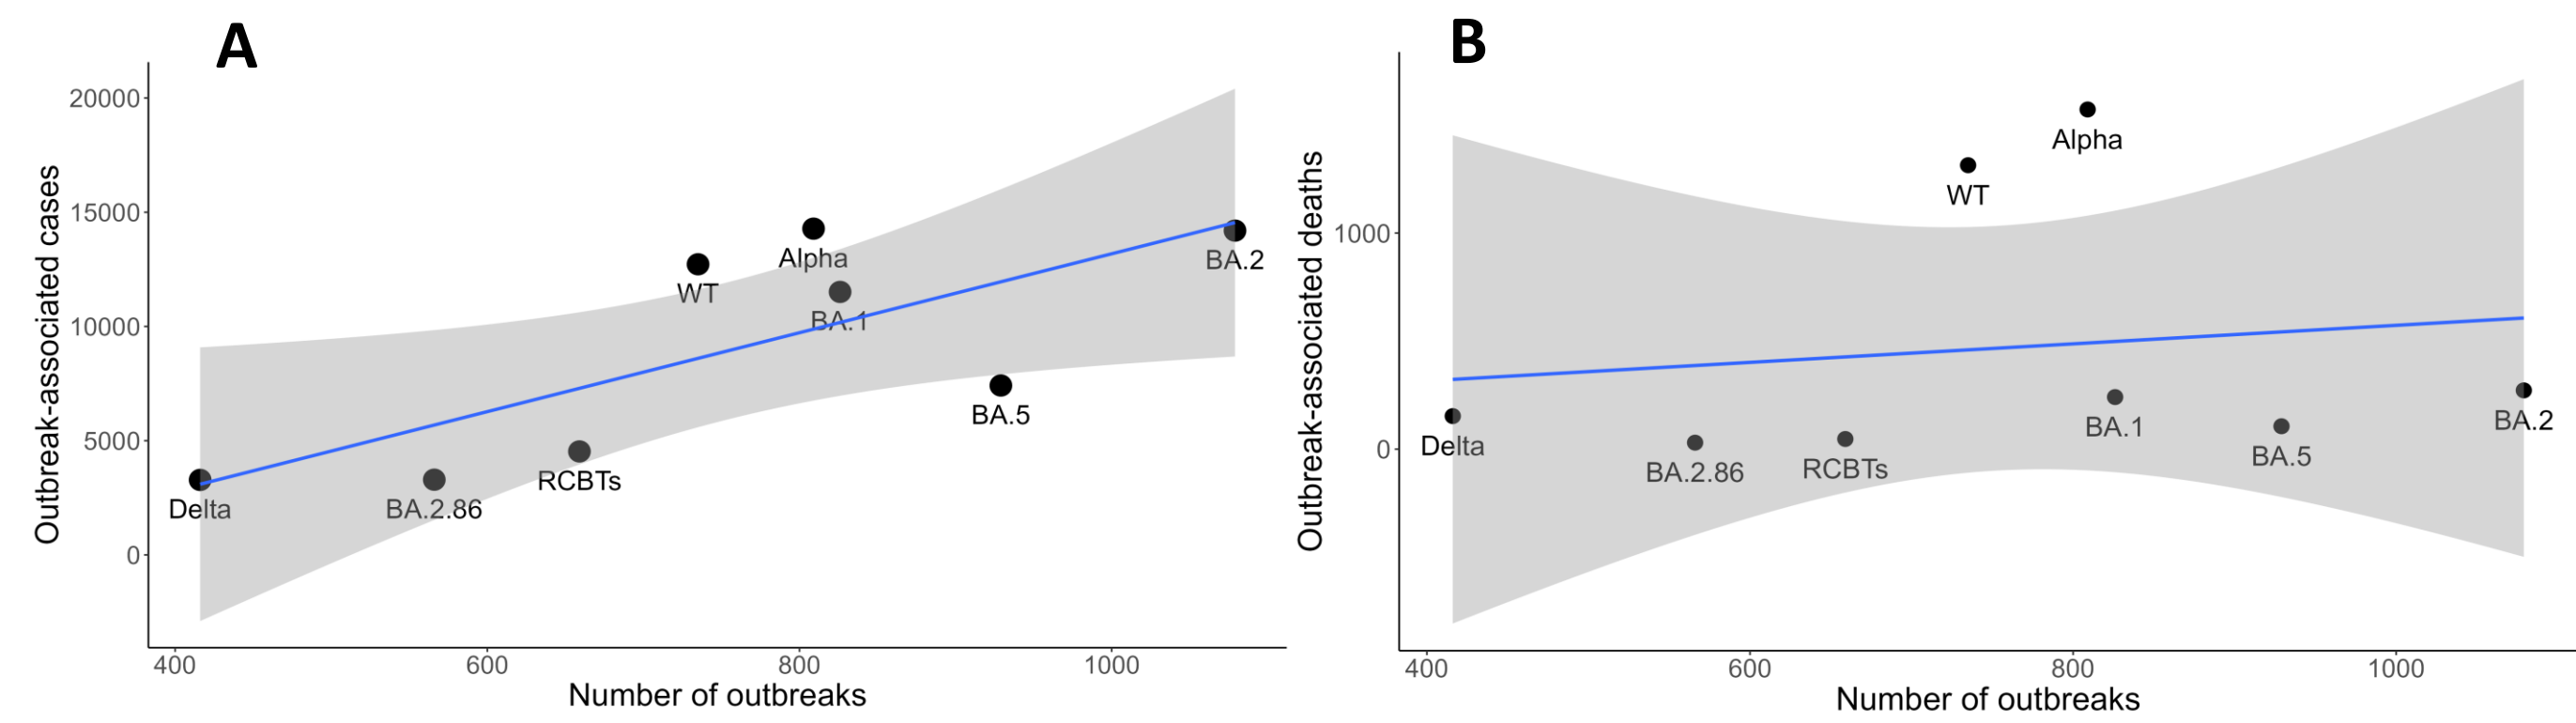 A
Outbreak-associated cases
20000
15000
10000
5000
0
WT
Alpha
BA.1
BA.2
BA.5
RCBTs
BA.2.86
Delta
400
600
800
1000
Number of outbreaks
B
Outbreak-associated deaths
1000
0
Alpha
WT
BA.1
BA.2
Delta
BA.5
BA.2.86
RCBTs
400
600
800
1000
Number of outbreaks